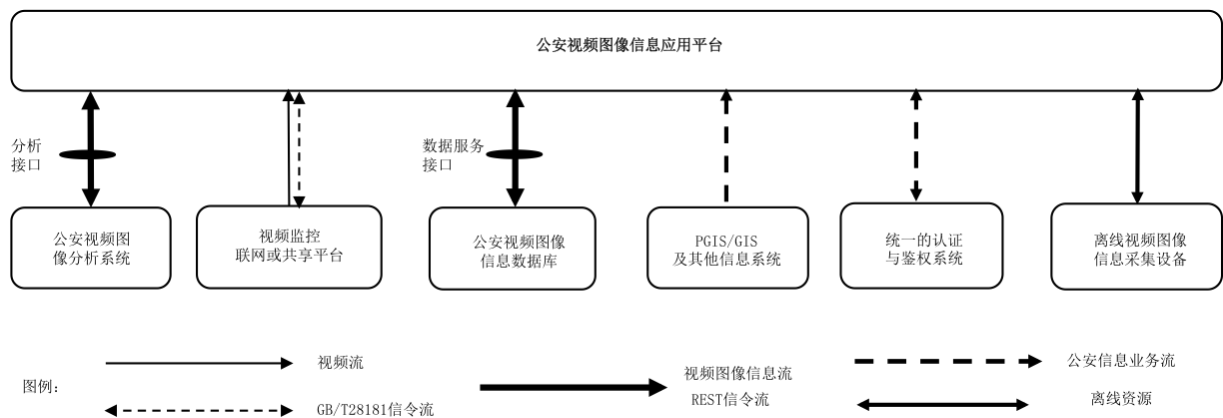 公安视频图像信息应用平台
分析
接口
数据服务
接口
公安视频图
像分析系统
视频监控
联网或共享平台
公安视频图像
信息数据库
PGIS/GIS
及其他信息系统
统一的认证
与鉴权系统
离线视频图像
信息采集设备
图例:
视频流
GB/T28181信令流
视频图像信息流
REST信令流
公安信息业务流
离线资源